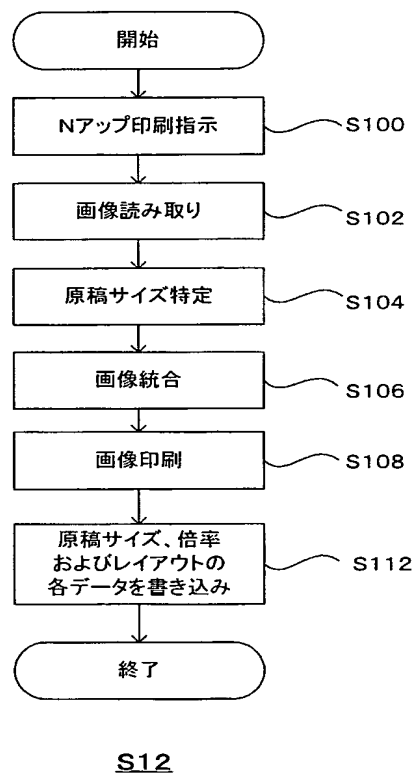 開始
Nアップ印刷指示
S100
画像読み取り
S102
原稿サイズ特定
S104
画像統合
S106
画像印刷
S108
原稿サイズ、倍率
およびレイアウトの
各データを書き込み
S112
終了
S12